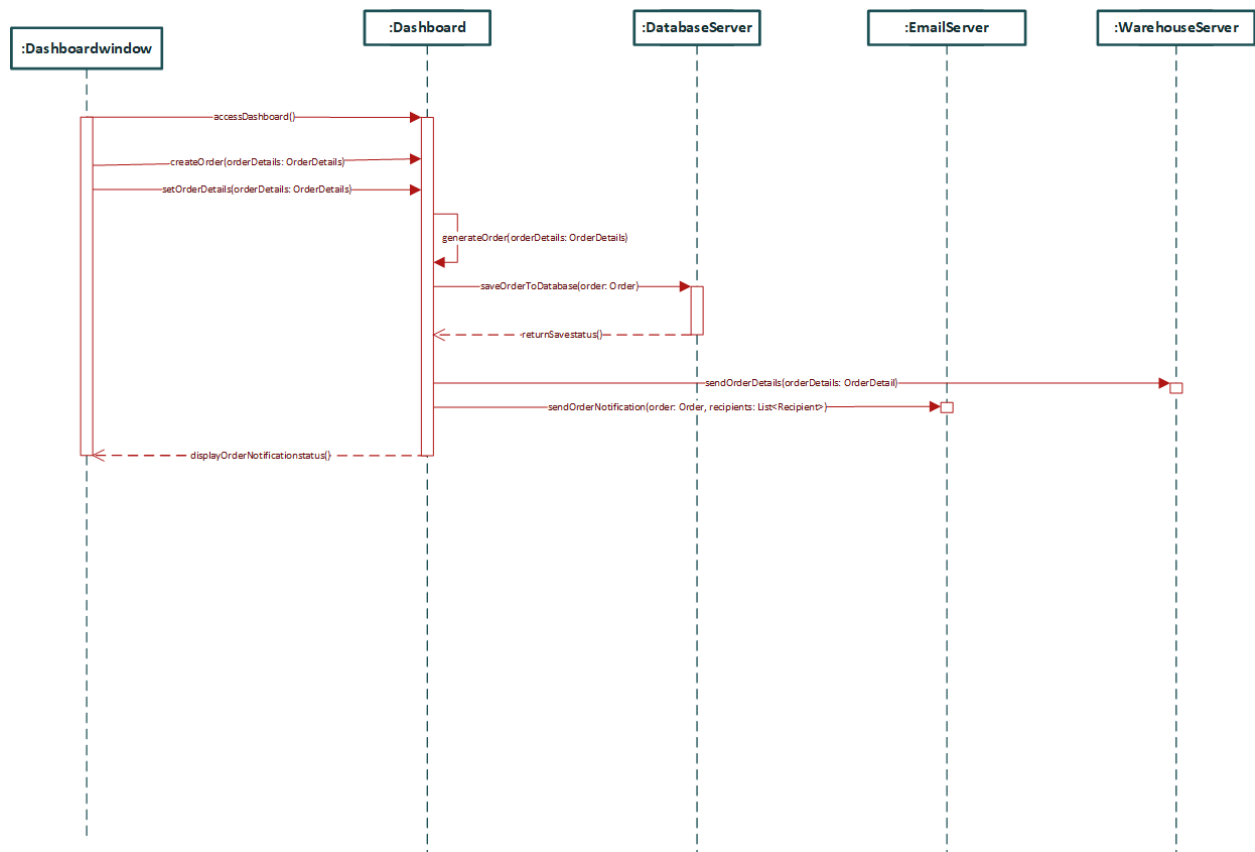 :Dashboardwindow
:Dashboard
:DatabaseServer
:EmailServer
:WarehouseServer
accessDashboard()
createOrder(orderDetails: OrderDetails)
setOrderDetails(orderDetails: OrderDetails)
generateOrder(orderDetails: OrderDetails)
saveOrderToDatabase(order: Order)
returnSavestatus()
sendOrderDetails(orderDetails: OrderDetail)
sendOrderNotification(order: Order, recipients: List<Recipient>)
displayOrderNotificationstatus()